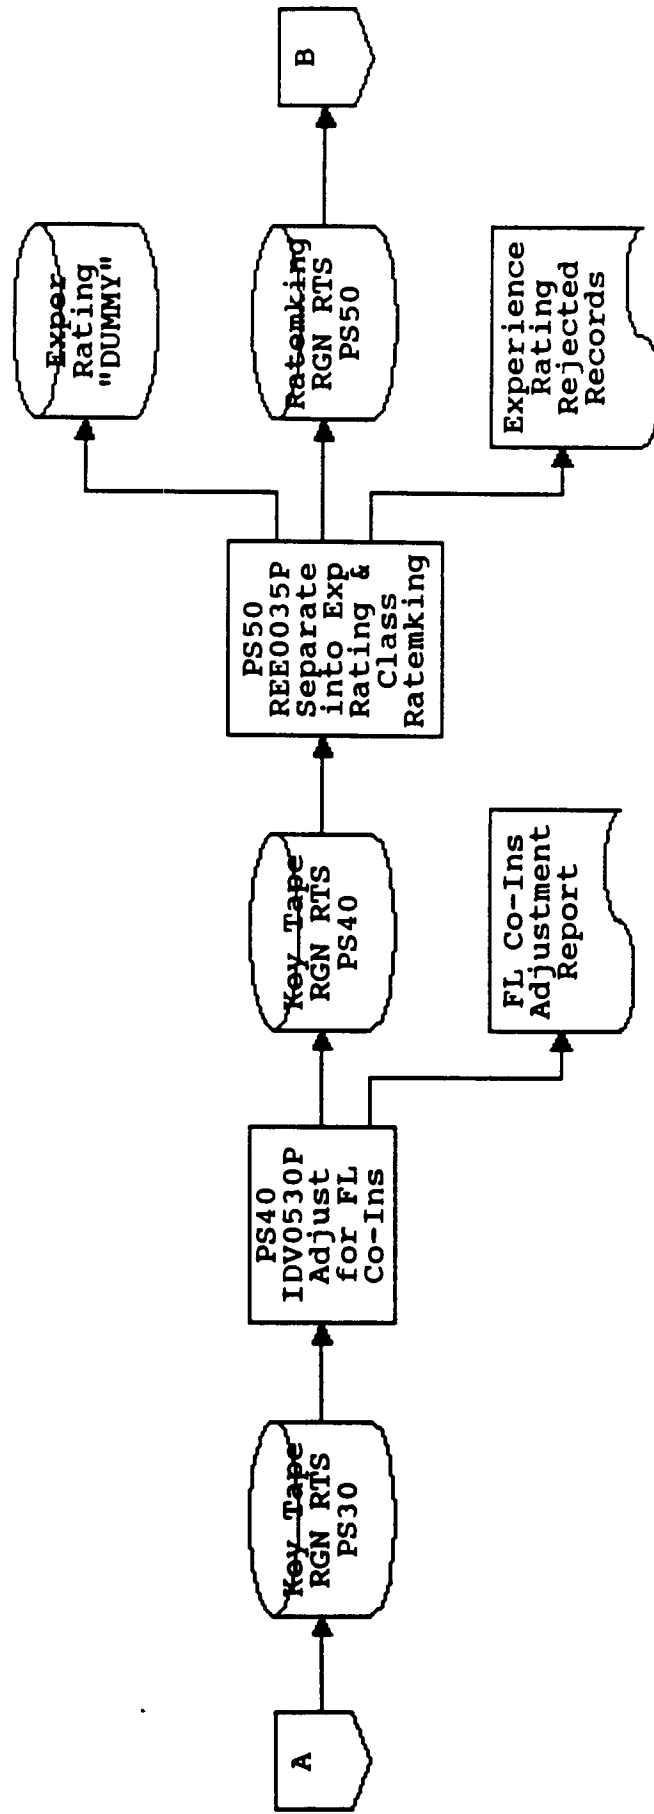 A
Key Tape
RGN RTS
PS30
PS40
IDV0530P
Adjust
for FL
Co-Ins
Key Tape
RGN RTS
PS40
FL Co-Ins
Adjustment
Report
PS50
REE0035P
Separate
into Exp
Rating &
Class
Ratemking
Exper
Rating
"DUMMY"
Ratemking
RGN RTS
PS50
Experience
Rating
Rejected
Records
B